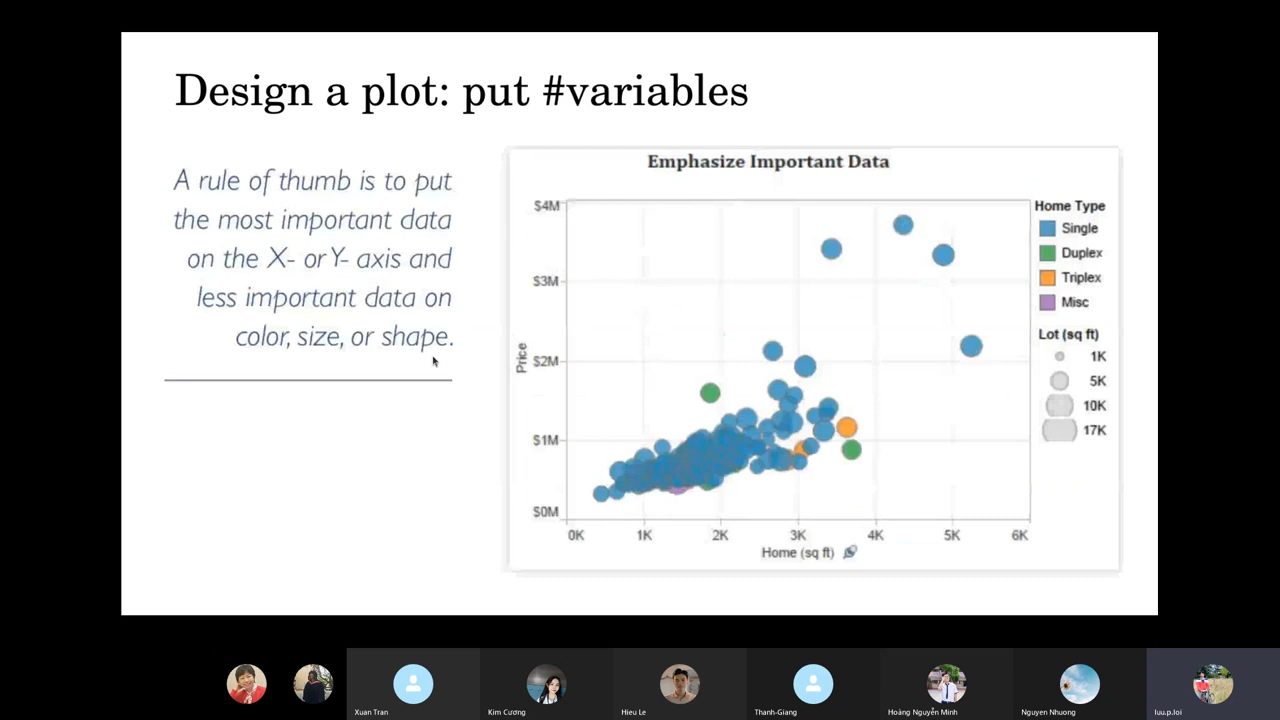 Design a plot: put #variables
A rule of thumb is to put
the most important data
on the X- or Y- axis and
less important data on
color, size, or shape.
Emphasize Important Data
$4M
$3M
$2M
$1M
$0M
Price
0K 1K 2K 3K 4K 5K 6K
Home (sq ft)
Home Type
Single
Duplex
Triplex
Misc
Lot (sq ft)
1K
5K
10K
17K
Xuan Tran
Kim Cương
Hieu Le
Thanh-Giang
Hoàng Nguyễn Minh
Nguyen Nhuong
luu.p.loi